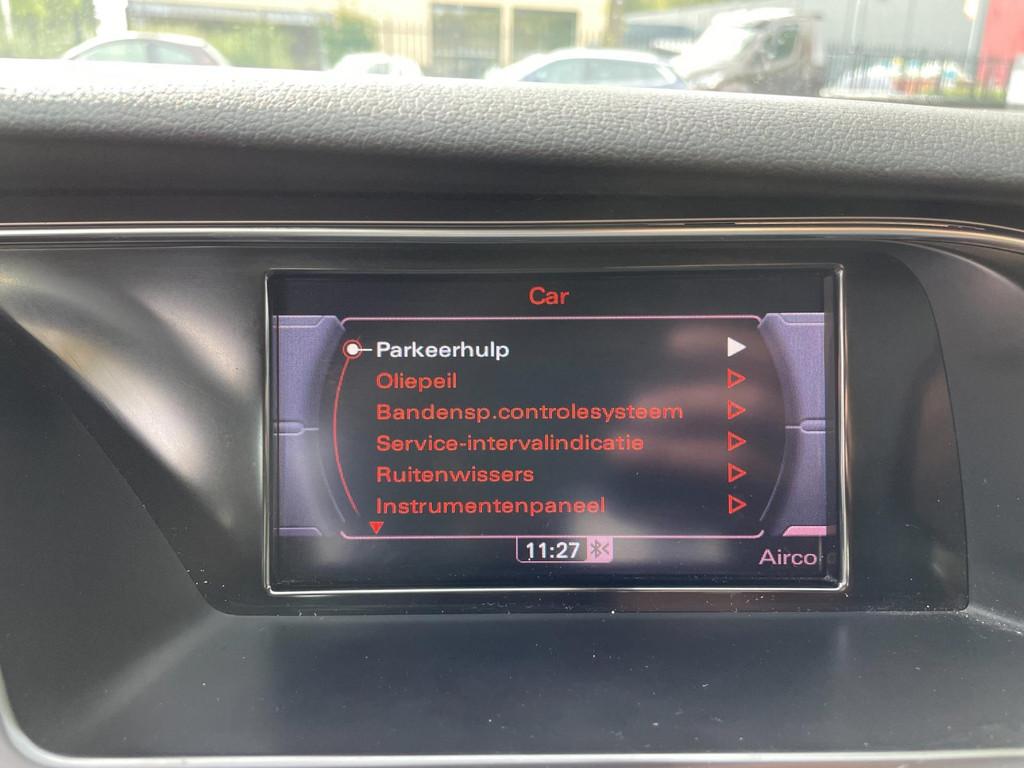 Car
Parkeerhulp
Oliepeil
Bandensp.controlesysteem
Service-intervalindicatie
Ruitenwissers
Instrumentenpaneel
11:27
Airco